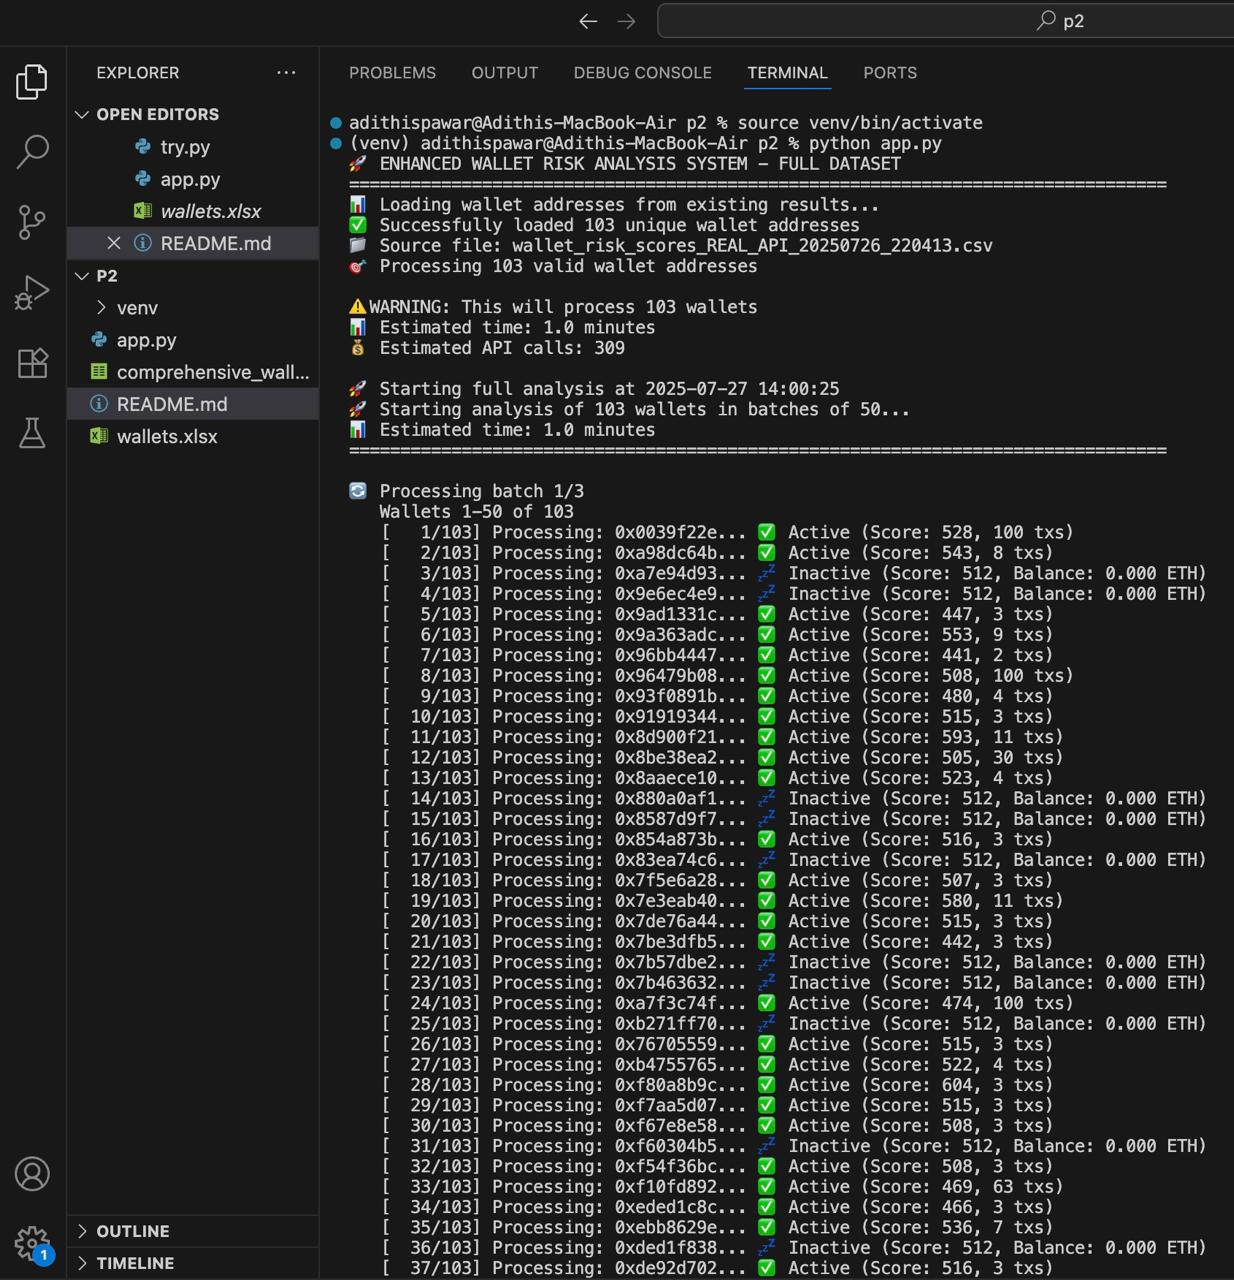 p2
EXPLORER
OPEN EDITORS
try.py
app.py
wallets.xlsx
README.md
P2
venv
app.py
comprehensive_wall...
README.md
wallets.xlsx
OUTLINE
TIMELINE
1
PROBLEMS OUTPUT DEBUG CONSOLE TERMINAL PORTS
adithispawar@Adithis-MacBook-Air p2 % source venv/bin/activate
(venv) adithispawar@Adithis-MacBook-Air p2 % python app.py
🚀 ENHANCED WALLET RISK ANALYSIS SYSTEM - FULL DATASET
================================================================================
📊 Loading wallet addresses from existing results...
✅ Successfully loaded 103 unique wallet addresses
📁 Source file: wallet_risk_scores_REAL_API_20250726_220413.csv
🎯 Processing 103 valid wallet addresses
⚠️WARNING: This will process 103 wallets
📊 Estimated time: 1.0 minutes
💰 Estimated API calls: 309
🚀 Starting full analysis at 2025-07-27 14:00:25
🚀 Starting analysis of 103 wallets in batches of 50...
📊 Estimated time: 1.0 minutes
================================================================================
🔄 Processing batch 1/3
Wallets 1-50 of 103
[   1/103] Processing: 0x0039f22e... ✅ Active (Score: 528, 100 txs)
[   2/103] Processing: 0xa98dc64b... ✅ Active (Score: 543, 8 txs)
[   3/103] Processing: 0xa7e94d93... 💤 Inactive (Score: 512, Balance: 0.000 ETH)
[   4/103] Processing: 0x9e6ec4e9... 💤 Inactive (Score: 512, Balance: 0.000 ETH)
[   5/103] Processing: 0x9ad1331c... ✅ Active (Score: 447, 3 txs)
[   6/103] Processing: 0x9a363adc... ✅ Active (Score: 553, 9 txs)
[   7/103] Processing: 0x96bb4447... ✅ Active (Score: 441, 2 txs)
[   8/103] Processing: 0x96479b08... ✅ Active (Score: 508, 100 txs)
[   9/103] Processing: 0x93f0891b... ✅ Active (Score: 480, 4 txs)
[  10/103] Processing: 0x91919344... ✅ Active (Score: 515, 3 txs)
[  11/103] Processing: 0x8d900f21... ✅ Active (Score: 593, 11 txs)
[  12/103] Processing: 0x8be38ea2... ✅ Active (Score: 505, 30 txs)
[  13/103] Processing: 0x8aaece10... ✅ Active (Score: 523, 4 txs)
[  14/103] Processing: 0x880a0af1... 💤 Inactive (Score: 512, Balance: 0.000 ETH)
[  15/103] Processing: 0x8587d9f7... 💤 Inactive (Score: 512, Balance: 0.000 ETH)
[  16/103] Processing: 0x854a873b... ✅ Active (Score: 516, 3 txs)
[  17/103] Processing: 0x83ea74c6... 💤 Inactive (Score: 512, Balance: 0.000 ETH)
[  18/103] Processing: 0x7f5e6a28... ✅ Active (Score: 507, 3 txs)
[  19/103] Processing: 0x7e3eab40... ✅ Active (Score: 580, 11 txs)
[  20/103] Processing: 0x7de76a44... ✅ Active (Score: 515, 3 txs)
[  21/103] Processing: 0x7be3dfb5... ✅ Active (Score: 442, 3 txs)
[  22/103] Processing: 0x7b57dbe2... 💤 Inactive (Score: 512, Balance: 0.000 ETH)
[  23/103] Processing: 0x7b463632... 💤 Inactive (Score: 512, Balance: 0.000 ETH)
[  24/103] Processing: 0xa7f3c74f... ✅ Active (Score: 474, 100 txs)
[  25/103] Processing: 0xb271ff70... 💤 Inactive (Score: 512, Balance: 0.000 ETH)
[  26/103] Processing: 0x76705559... ✅ Active (Score: 515, 3 txs)
[  27/103] Processing: 0xb4755765... ✅ Active (Score: 522, 4 txs)
[  28/103] Processing: 0xf80a8b9c... ✅ Active (Score: 604, 3 txs)
[  29/103] Processing: 0xf7aa5d07... ✅ Active (Score: 515, 3 txs)
[  30/103] Processing: 0xf67e8e58... ✅ Active (Score: 508, 3 txs)
[  31/103] Processing: 0xf60304b5... 💤 Inactive (Score: 512, Balance: 0.000 ETH)
[  32/103] Processing: 0xf54f36bc... ✅ Active (Score: 508, 3 txs)
[  33/103] Processing: 0xf10fd892... ✅ Active (Score: 469, 63 txs)
[  34/103] Processing: 0xeded1c8c... ✅ Active (Score: 466, 3 txs)
[  35/103] Processing: 0xebb8629e... ✅ Active (Score: 536, 7 txs)
[  36/103] Processing: 0xded1f838... 💤 Inactive (Score: 512, Balance: 0.000 ETH)
[  37/103] Processing: 0xde92d702... ✅ Active (Score: 516, 3 txs)